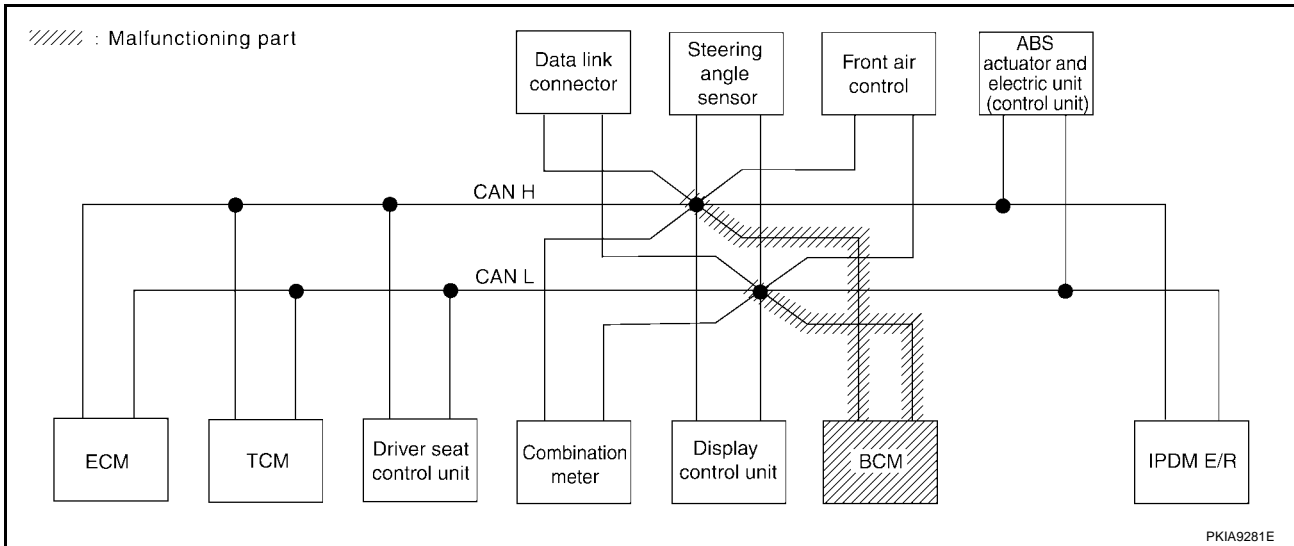 : Malfunctioning part
Data link
connector
Steering
angle
sensor
Front air
control
ABS
actuator and
electric unit
(control unit)
CAN H
CAN L
ECM
TCM
Driver seat
control unit
Combination
meter
Display
control unit
BCM
IPDM E/R
PKIA9281E